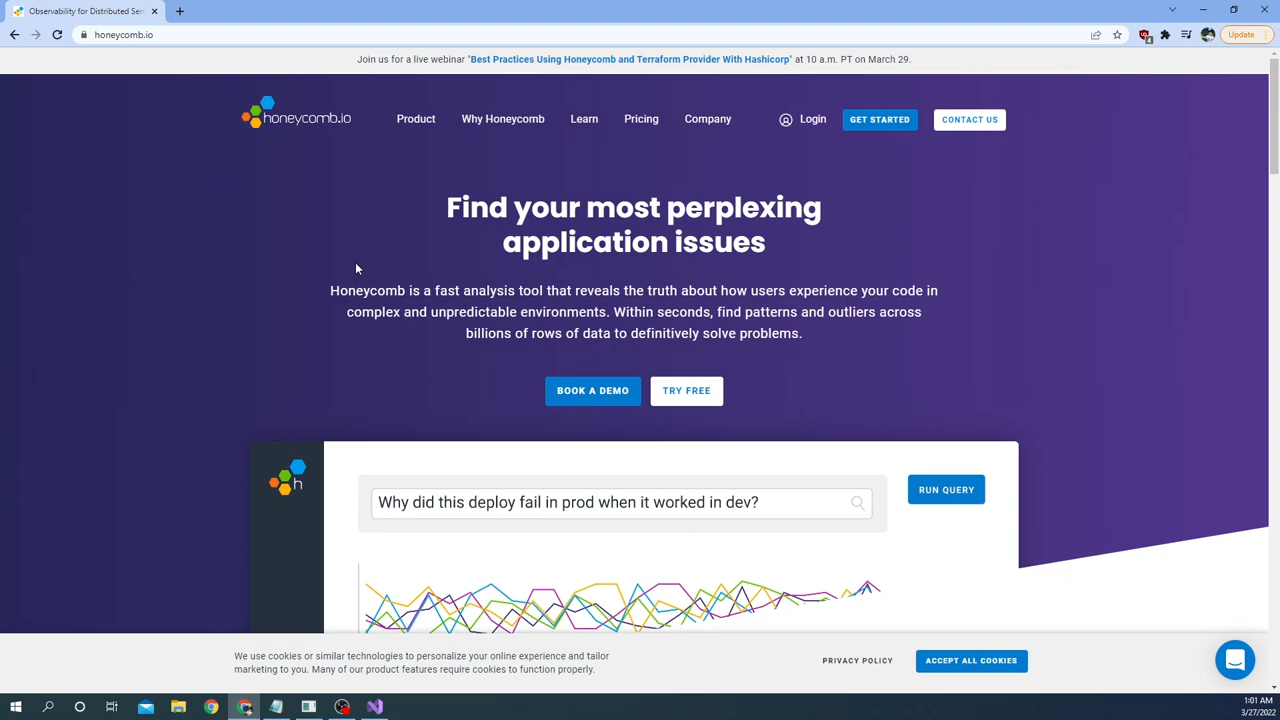 Observability for Distributed Serv
honeycomb.io
Update
Join us for a live webinar "Best Practices Using Honeycomb and Terraform Provider With Hashicorp" at 10 a.m. PT on March 29.
honeycomb.io
Product
Why Honeycomb
Learn
Pricing
Company
Login
GET STARTED
CONTACT US
Find your most perplexing
application issues
Honeycomb is a fast analysis tool that reveals the truth about how users experience your code in
complex and unpredictable environments. Within seconds, find patterns and outliers across
billions of rows of data to definitively solve problems.
BOOK A DEMO
TRY FREE
h
Why did this deploy fail in prod when it worked in dev?
RUN QUERY
We use cookies or similar technologies to personalize your online experience and tailor
marketing to you. Many of our product features require cookies to function properly.
PRIVACY POLICY
ACCEPT ALL COOKIES
1:01 AM
3/27/2022